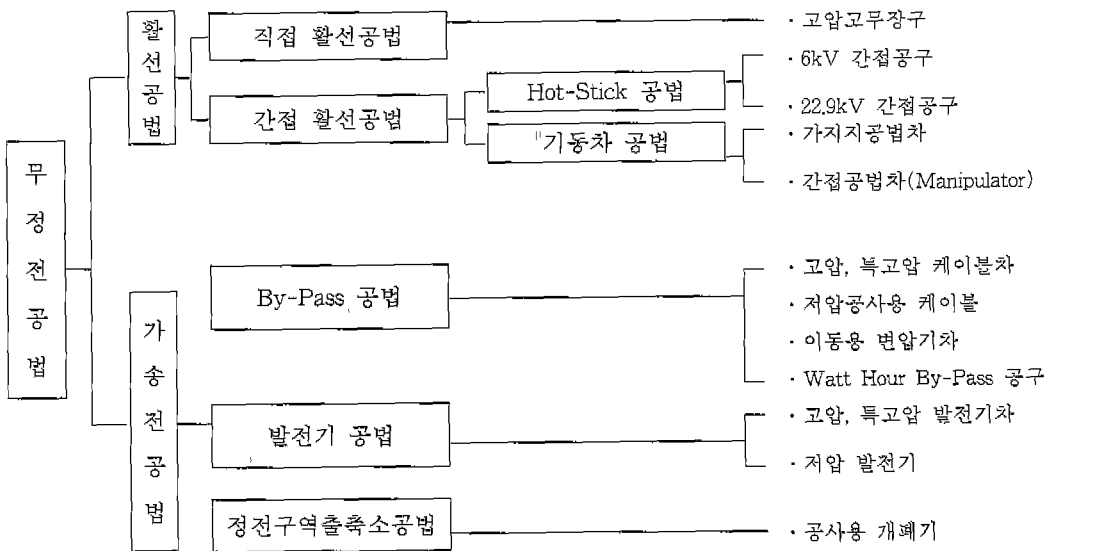 무정전공법
활선공법
직접 활선공법
· 고압고무장구
간접 활선공법
Hot-Stick 공법
· 6kV 간접공구
· 22.9kV 간접공구
"기동차 공법
· 가지지공법차
· 간접공법차(Manipulator)
가송전공법
By-Pass 공법
· 고압, 특고압 케이블차
· 저압공사용 케이블
· 이동용 변압기차
· Watt Hour By-Pass 공구
발전기 공법
· 고압, 특고압 발전기차
· 저압 발전기
정전구역출축소공법
· 공사용 개폐기